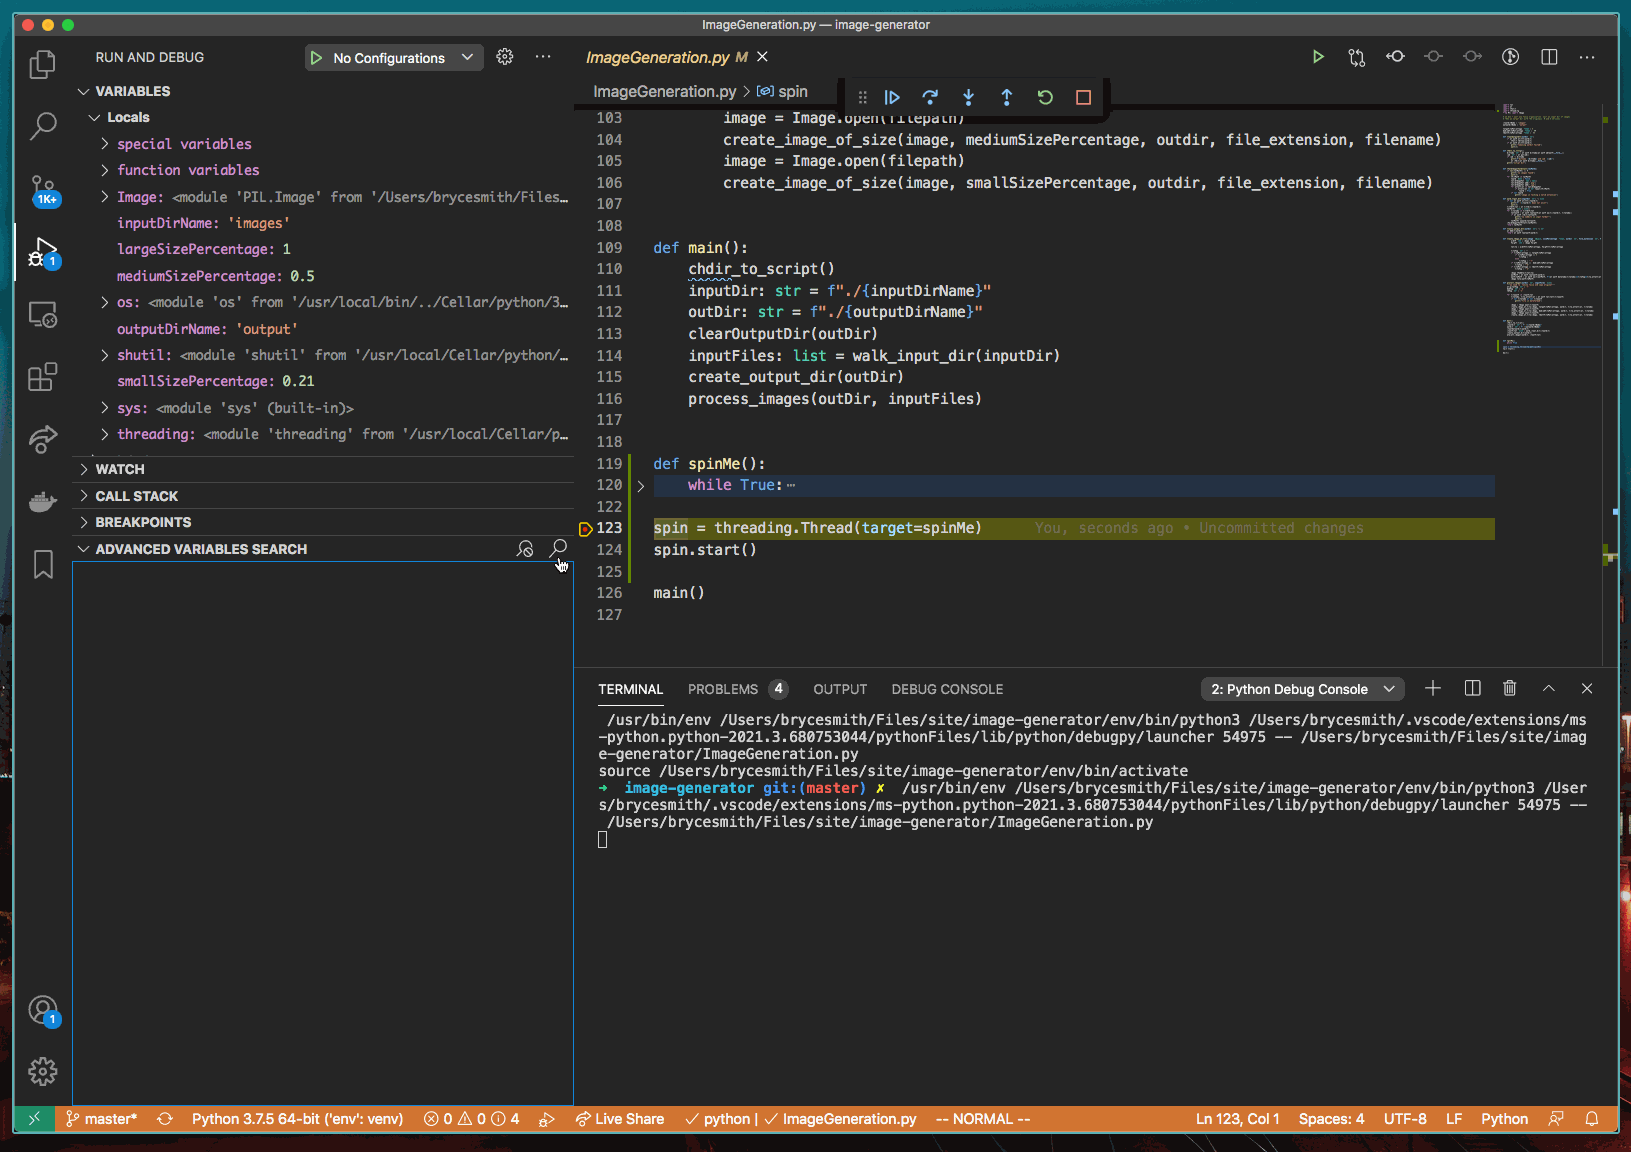 ImageGeneration.py — image-generator
RUN AND DEBUG
No Configurations
ImageGeneration.py M
VARIABLES
Locals
special variables
function variables
Image: <module 'PIL.Image' from '/Users/brycesmith/Files...
inputDirName: 'images'
largeSizePercentage: 1
mediumSizePercentage: 0.5
os: <module 'os' from '/usr/local/bin/../Cellar/python/3...
outputDirName: 'output'
shutil: <module 'shutil' from '/usr/local/Cellar/python/...
smallSizePercentage: 0.21
sys: <module 'sys' (built-in)>
threading: <module 'threading' from '/usr/local/Cellar/p...
WATCH
CALL STACK
BREAKPOINTS
ADVANCED VARIABLES SEARCH
1K+
1
1
ImageGeneration.py > spin
103 image = Image.open(filepath)
104 create_image_of_size(image, mediumSizePercentage, outdir, file_extension, filename)
105 image = Image.open(filepath)
106 create_image_of_size(image, smallSizePercentage, outdir, file_extension, filename)
107
108
109 def main():
110 chdir_to_script()
111 inputDir: str = f"./{inputDirName}"
112 outDir: str = f"./{outputDirName}"
113 clearOutputDir(outDir)
114 inputFiles: list = walk_input_dir(inputDir)
115 create_output_dir(outDir)
116 process_images(outDir, inputFiles)
117
118
119 def spinMe():
120 while True:⋯
122
123 spin = threading.Thread(target=spinMe) You, seconds ago • Uncommitted changes
124 spin.start()
125
126 main()
127
TERMINAL PROBLEMS 4 OUTPUT DEBUG CONSOLE 2: Python Debug Console
/usr/bin/env /Users/brycesmith/Files/site/image-generator/env/bin/python3 /Users/brycesmith/.vscode/extensions/ms
-python.python-2021.3.680753044/pythonFiles/lib/python/debugpy/launcher 54975 -- /Users/brycesmith/Files/site/imag
e-generator/ImageGeneration.py
source /Users/brycesmith/Files/site/image-generator/env/bin/activate
➜ image-generator git:(master) ✗ /usr/bin/env /Users/brycesmith/Files/site/image-generator/env/bin/python3 /User
s/brycesmith/.vscode/extensions/ms-python.python-2021.3.680753044/pythonFiles/lib/python/debugpy/launcher 54975 --
/Users/brycesmith/Files/site/image-generator/ImageGeneration.py
master* Python 3.7.5 64-bit ('env': venv) 0 0 4 Live Share ✓ python | ✓ ImageGeneration.py -- NORMAL -- Ln 123, Col 1 Spaces: 4 UTF-8 LF Python